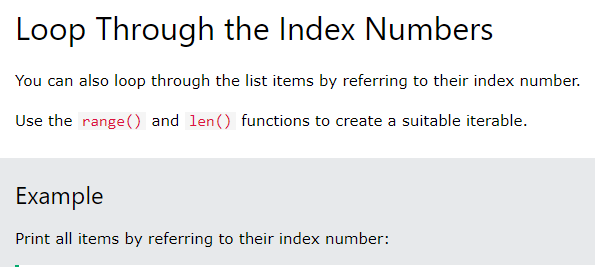 Loop Through the Index Numbers
You can also loop through the list items by referring to their index number.
Use the range() and len() functions to create a suitable iterable.
Example
Print all items by referring to their index number: